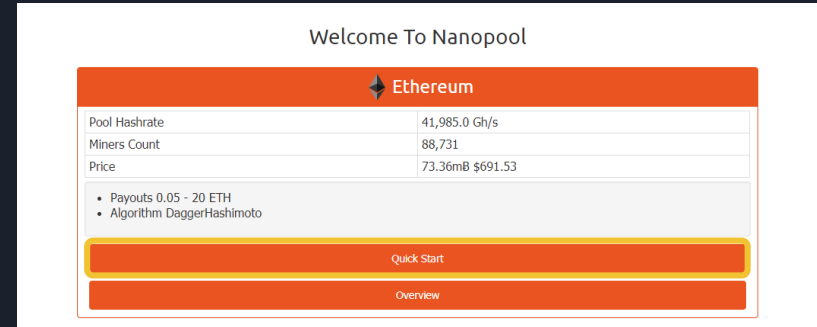 Welcome To Nanopool
Ethereum
Pool Hashrate 41,985.0 Gh/s
Miners Count 88,731
Price 73.36mɃ $691.53
• Payouts 0.05 - 20 ETH
• Algorithm DaggerHashimoto
Quick Start
Overview